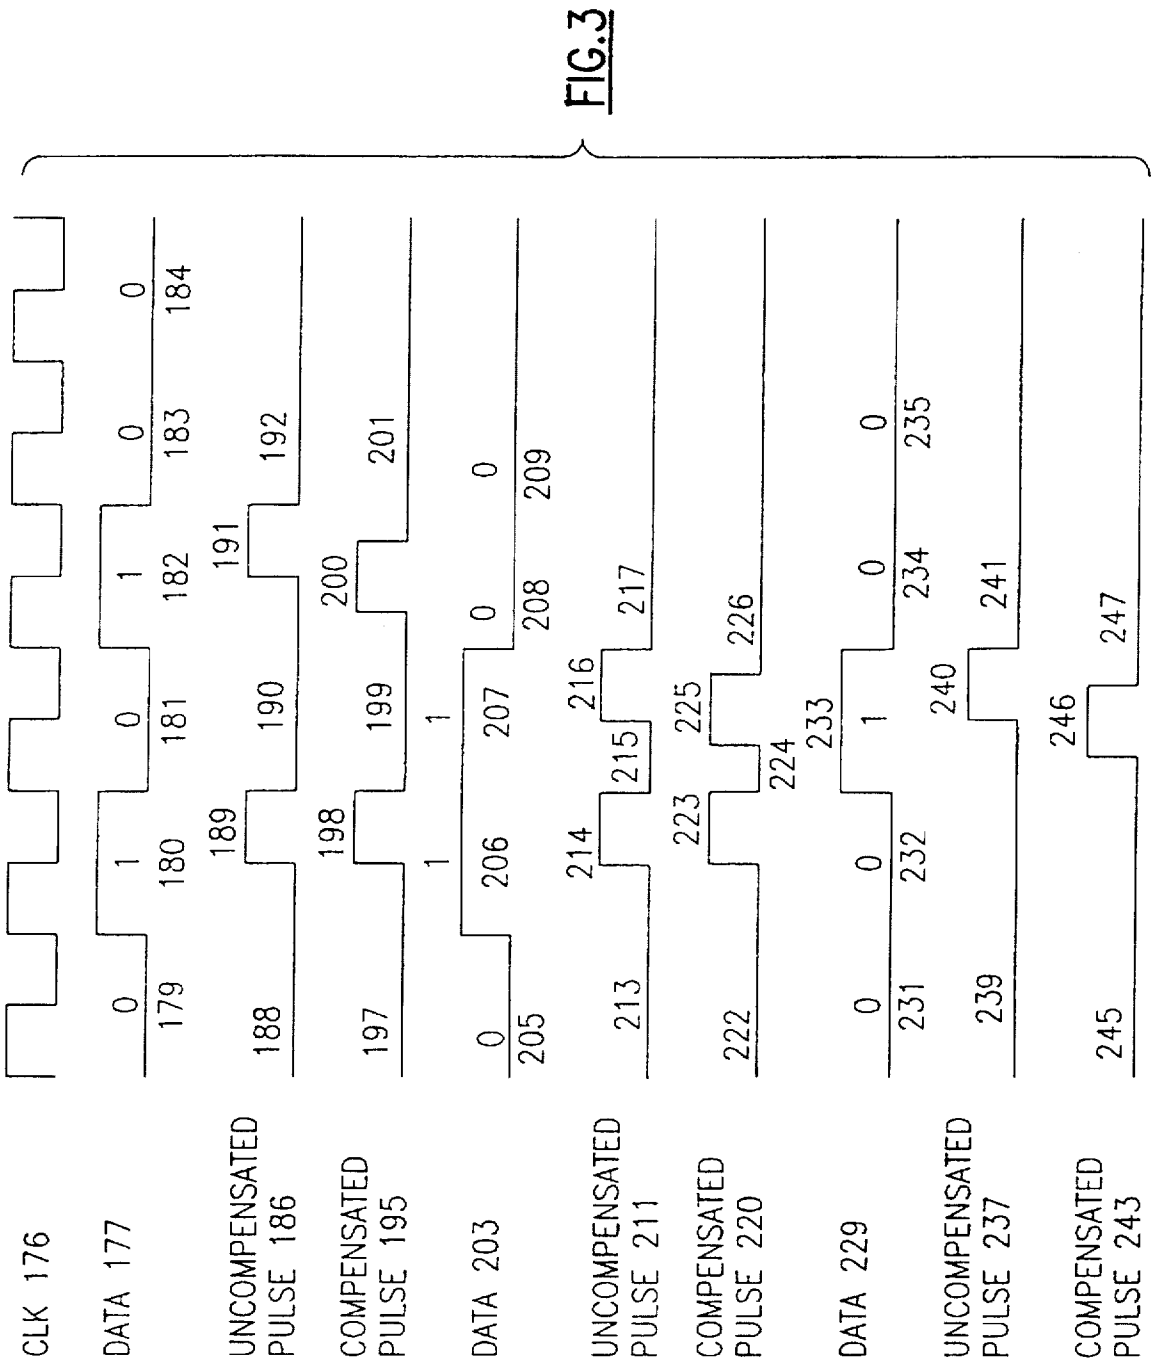 CLK 176
DATA 177
0 1 0 1 0 0
179 180 181 182 183 184
UNCOMPENSATED
PULSE 186
189 191
188 190 192
COMPENSATED
PULSE 195
198 200
197 199 201
DATA 203
1 1
0 0 0
205 206 207 208 209
UNCOMPENSATED
PULSE 211
214 216
213 215 217
COMPENSATED
PULSE 220
223 225
222 226
224
DATA 229
233
0 0 1 0 0
231 232 234 235
UNCOMPENSATED
PULSE 237
240
239 241
COMPENSATED
PULSE 243
246
245 247
FIG.3